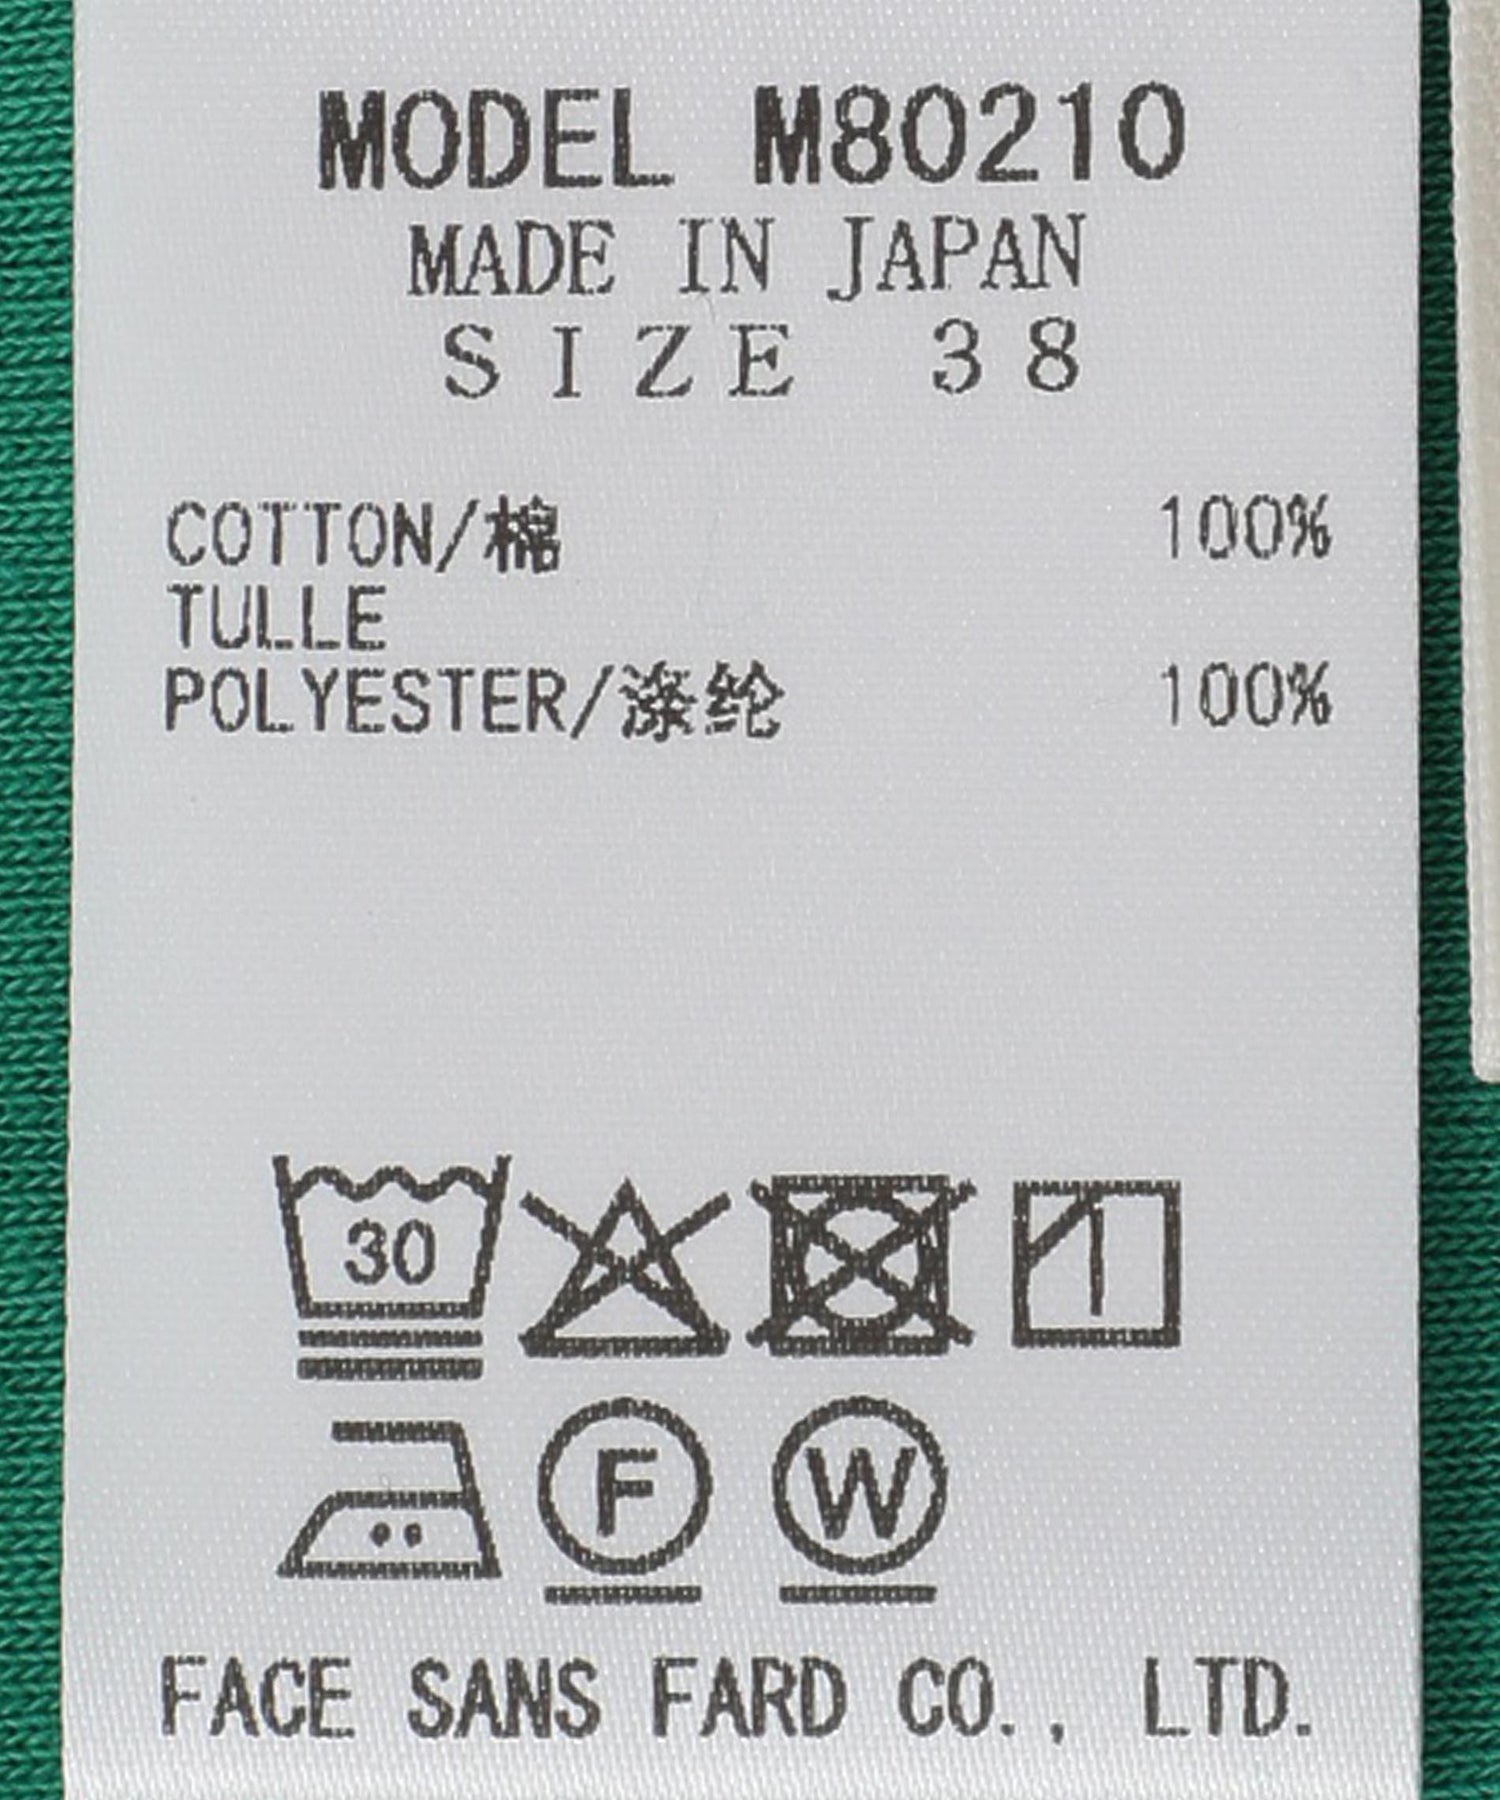 MODEL M80210
MADE IN JAPAN
SIZE 38
COTTON/棉 100%
TULLE
POLYESTER/涤纶 100%
30
F W
FACE SANS FARD CO., LTD.